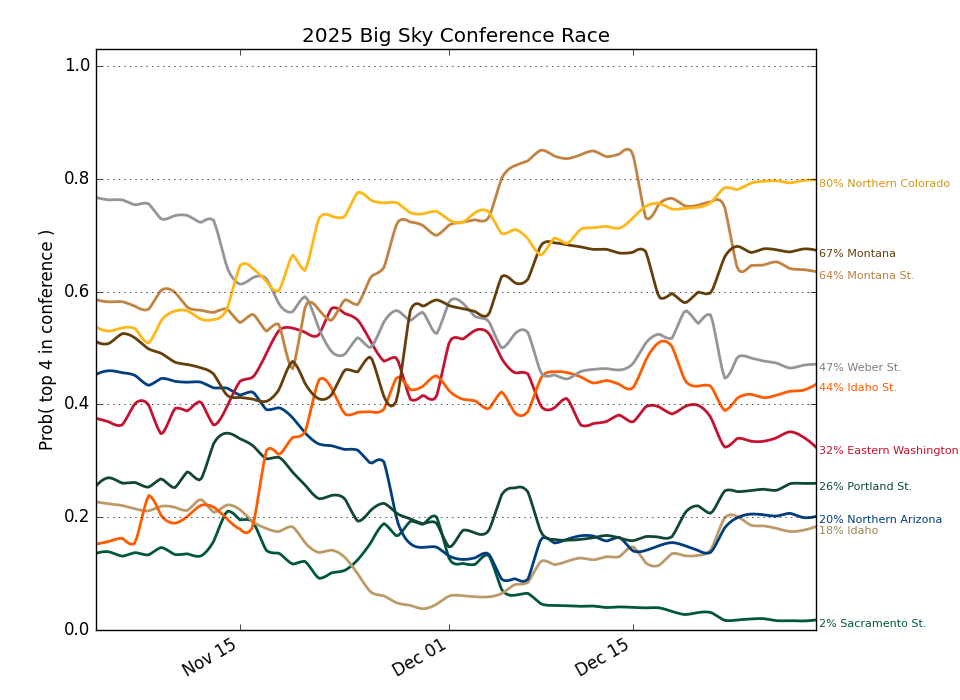 2025 Big Sky Conference Race
Prob( top 4 in conference )
1.0
0.8
0.6
0.4
0.2
0.0
Nov 15
Dec 01
Dec 15
80% Northern Colorado
67% Montana
64% Montana St.
47% Weber St.
44% Idaho St.
32% Eastern Washington
26% Portland St.
20% Northern Arizona
18% Idaho
2% Sacramento St.